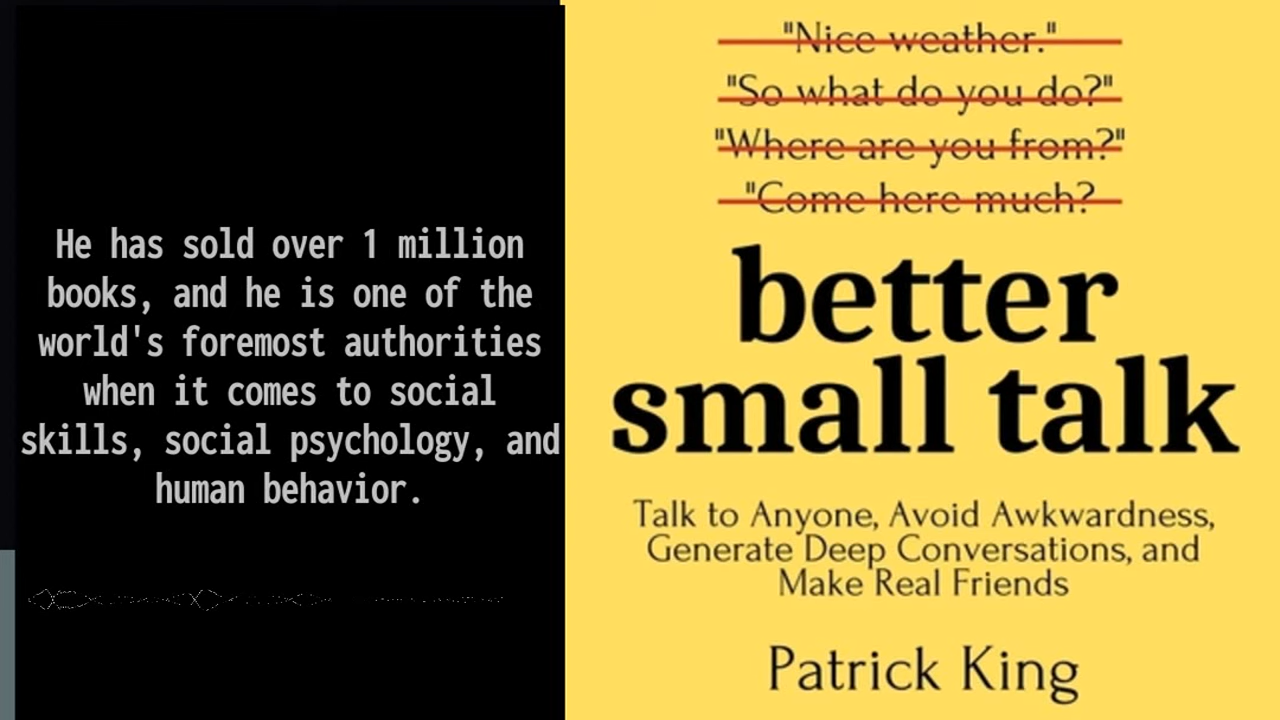 He has sold over 1 million
books, and he is one of the
world's foremost authorities
when it comes to social
skills, social psychology, and
human behavior.
"Nice weather."
"So what do you do?"
"Where are you from?"
"Come here much?
better
small talk
Talk to Anyone, Avoid Awkwardness,
Generate Deep Conversations, and
Make Real Friends
Patrick King